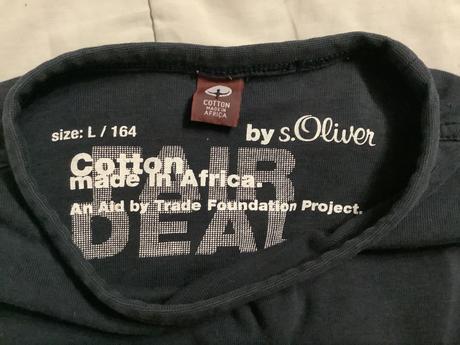 COTTON
MADE IN
AFRICA
size: L / 164
by s.Oliver
FAIR
Cotton
made in Africa.
An Aid by Trade Foundation Project.
DEAL